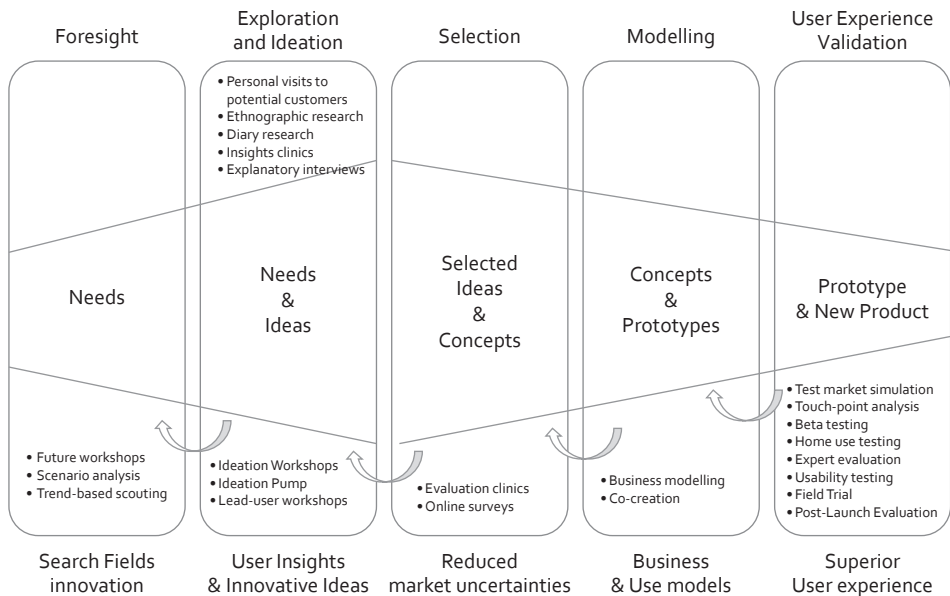 Foresight
Exploration
and Ideation
Selection
Modelling
User Experience
Validation
• Personal visits to
potential customers
• Ethnographic research
• Diary research
• Insights clinics
• Explanatory interviews
Needs
Needs
&
Ideas
Selected
Ideas
&
Concepts
Concepts
&
Prototypes
Prototype
& New Product
• Future workshops
• Scenario analysis
• Trend-based scouting
• Ideation Workshops
• Ideation Pump
• Lead-user workshops
• Evaluation clinics
• Online surveys
• Business modelling
• Co-creation
• Test market simulation
• Touch-point analysis
• Beta testing
• Home use testing
• Expert evaluation
• Usability testing
• Field Trial
• Post-Launch Evaluation
Search Fields
innovation
User Insights
& Innovative Ideas
Reduced
market uncertainties
Business
& Use models
Superior
User experience